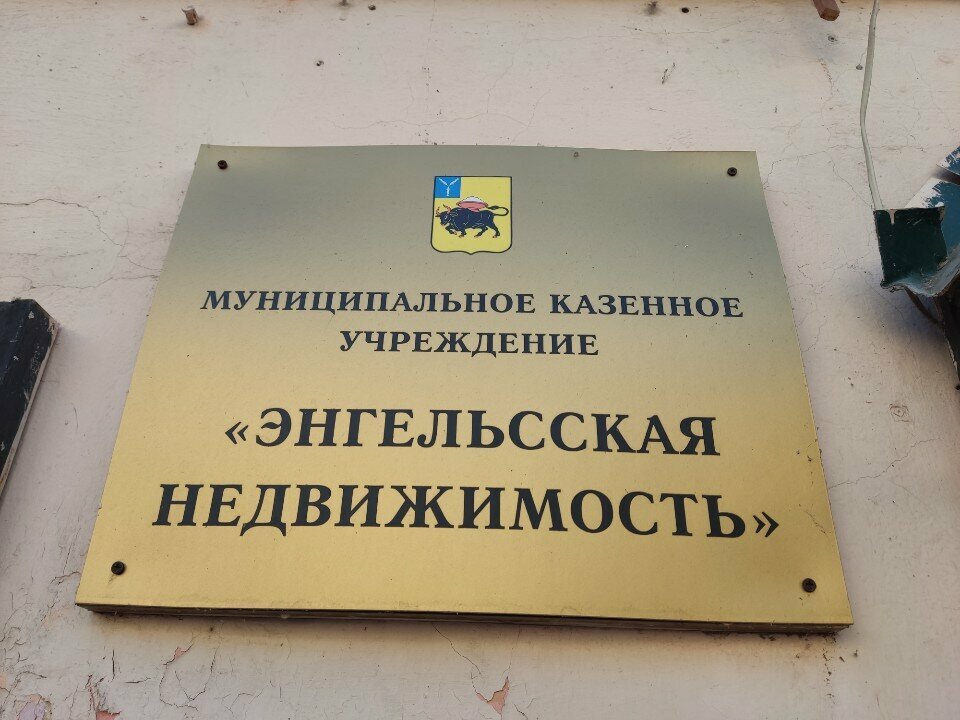 МУНИЦИПАЛЬНОЕ КАЗЕННОЕ
УЧРЕЖДЕНИЕ
«ЭНГЕЛЬССКАЯ
НЕДВИЖИМОСТЬ»